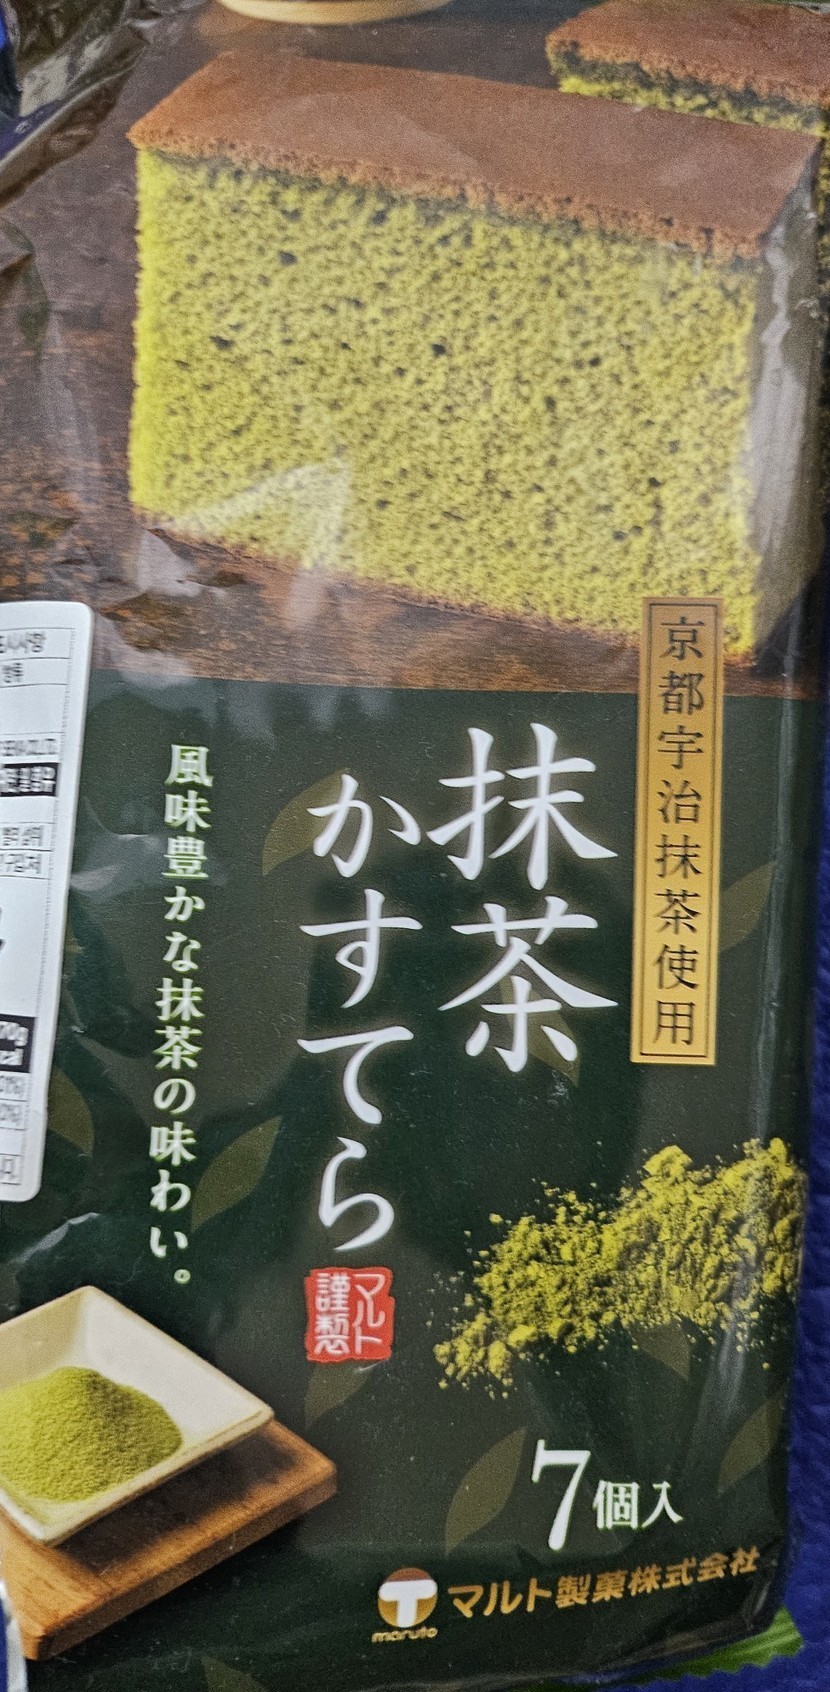 京都宇治抹茶使用
抹茶
かすてら
マルト
謹製
風味豊かな抹茶の味わい。
7個入
maruto
マルト製菓株式会社